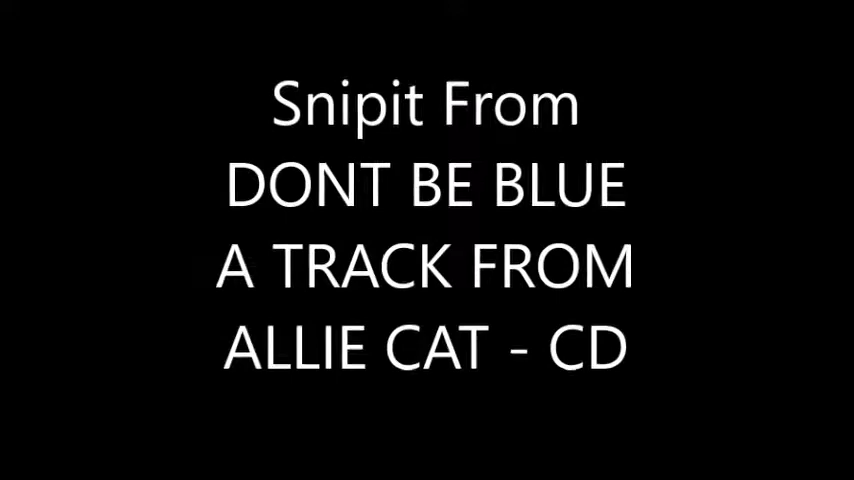 Snipit From
DONT BE BLUE
A TRACK FROM
ALLIE CAT - CD